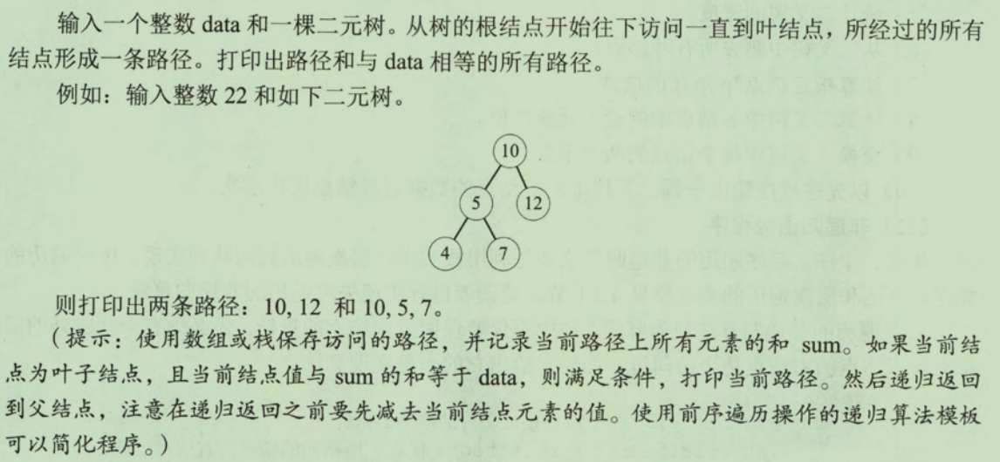 输入一个整数 data 和一棵二元树。从树的根结点开始往下访问一直到叶结点，所经过的所有
结点形成一条路径。打印出路径和与 data 相等的所有路径。
例如：输入整数 22 和如下二元树。
10
5 12
4 7
则打印出两条路径：10, 12 和 10, 5, 7。
（提示：使用数组或栈保存访问的路径，并记录当前路径上所有元素的和 sum。如果当前结
点为叶子结点，且当前结点值与 sum 的和等于 data，则满足条件，打印当前路径。然后递归返回
到父结点，注意在递归返回之前要先减去当前结点元素的值。使用前序遍历操作的递归算法模板
可以简化程序。）